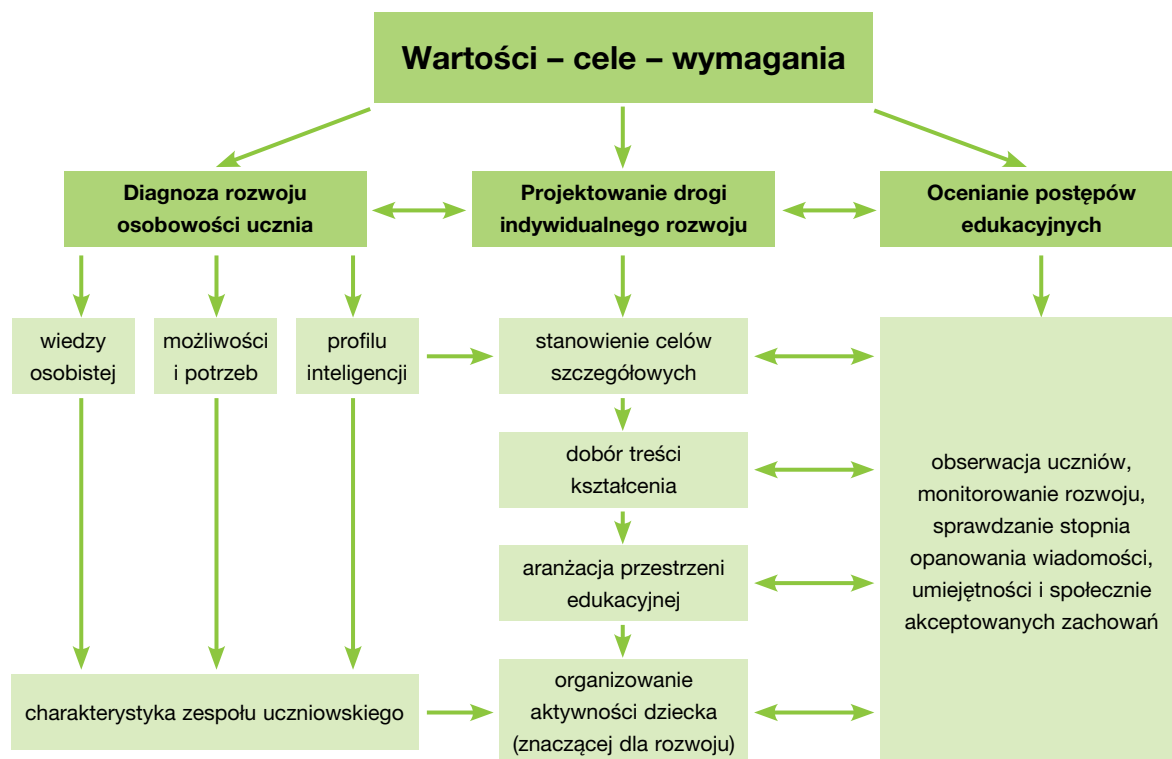 Wartości – cele – wymagania
Diagnoza rozwoju
osobowości ucznia
Projektowanie drogi
indywidualnego rozwoju
Ocenianie postępów
edukacyjnych
wiedzy
osobistej
możliwości
i potrzeb
profilu
inteligencji
stanowienie celów
szczegółowych
dobór treści
kształcenia
aranżacja przestrzeni
edukacyjnej
charakterystyka zespołu uczniowskiego
organizowanie
aktywności dziecka
(znaczącej dla rozwoju)
obserwacja uczniów,
monitorowanie rozwoju,
sprawdzanie stopnia
opanowania wiadomości,
umiejętności i społecznie
akceptowanych zachowań